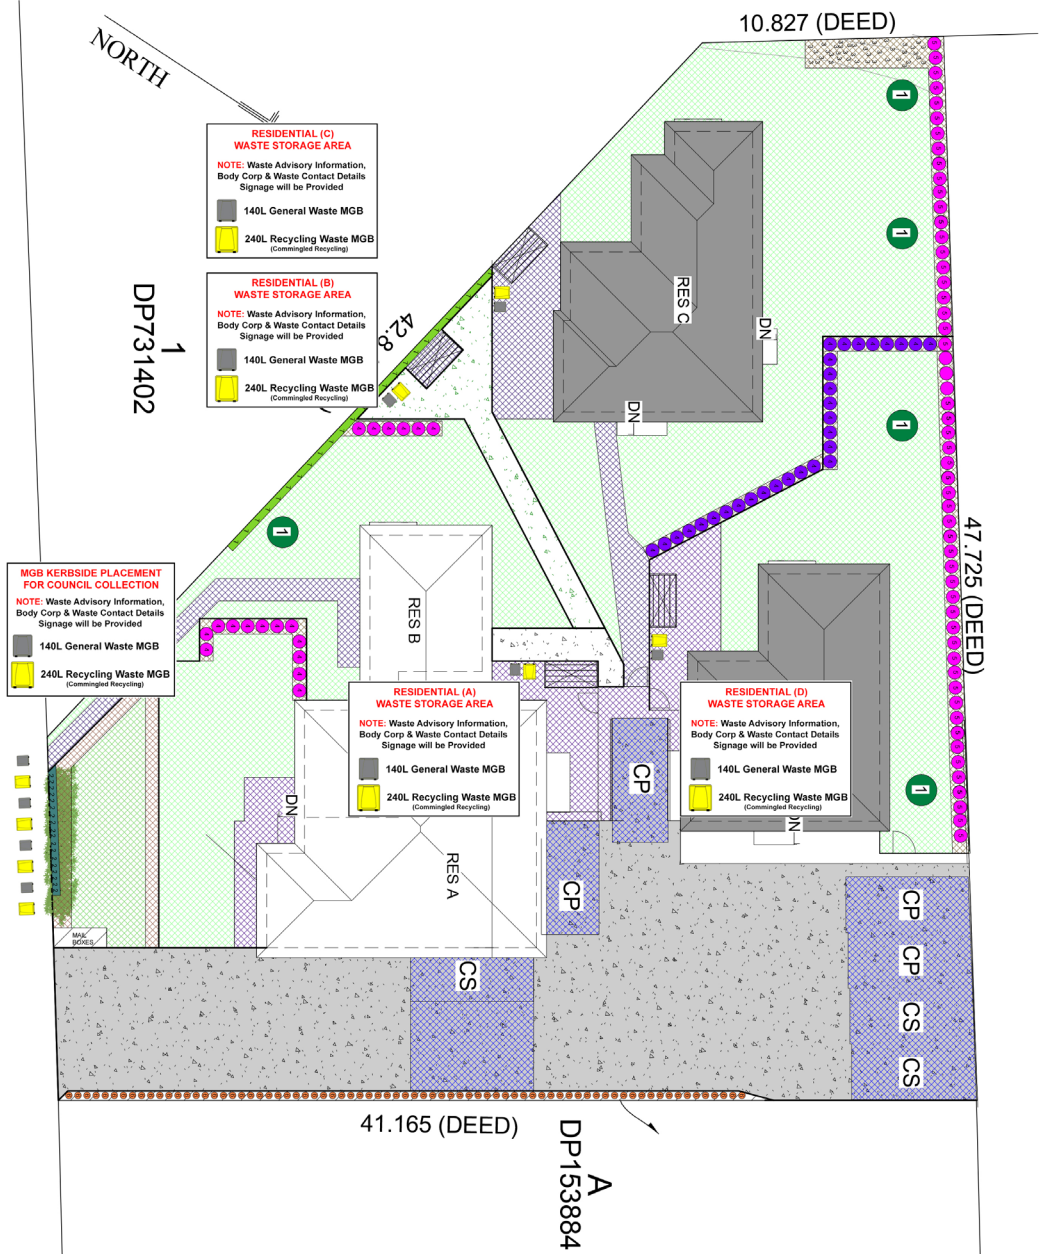 10.827 (DEED)
NORTH
1
1
1
1
1
RESIDENTIAL (C)
WASTE STORAGE AREA
NOTE: Waste Advisory Information,
Body Corp & Waste Contact Details
Signage will be Provided
140L General Waste MGB
240L Recycling Waste MGB
(Commingled Recycling)
RESIDENTIAL (B)
WASTE STORAGE AREA
NOTE: Waste Advisory Information,
Body Corp & Waste Contact Details
Signage will be Provided
140L General Waste MGB
240L Recycling Waste MGB
(Commingled Recycling)
1
DP731402
42.8
RES C
DN
DN
47.725 (DEED)
MGB KERBSIDE PLACEMENT
FOR COUNCIL COLLECTION
NOTE: Waste Advisory Information,
Body Corp & Waste Contact Details
Signage will be Provided
140L General Waste MGB
240L Recycling Waste MGB
(Commingled Recycling)
RES B
RESIDENTIAL (A)
WASTE STORAGE AREA
NOTE: Waste Advisory Information,
Body Corp & Waste Contact Details
Signage will be Provided
140L General Waste MGB
240L Recycling Waste MGB
(Commingled Recycling)
RESIDENTIAL (D)
WASTE STORAGE AREA
NOTE: Waste Advisory Information,
Body Corp & Waste Contact Details
Signage will be Provided
140L General Waste MGB
240L Recycling Waste MGB
(Commingled Recycling)
CP
DN
DN
RES A
CP
CP
CP
CS
CS
CS
MAIL
BOXES
41.165 (DEED)
A
DP153884